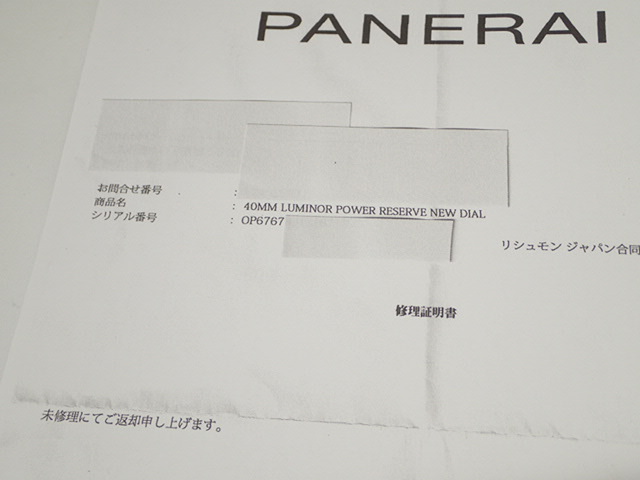 PANERAI
お問合せ番号 :
商品名 : 40MM LUMINOR POWER RESERVE NEW DIAL
シリアル番号 : OP6767
リシュモン ジャパン合同
修理証明書
未修理にてご返却申し上げます。